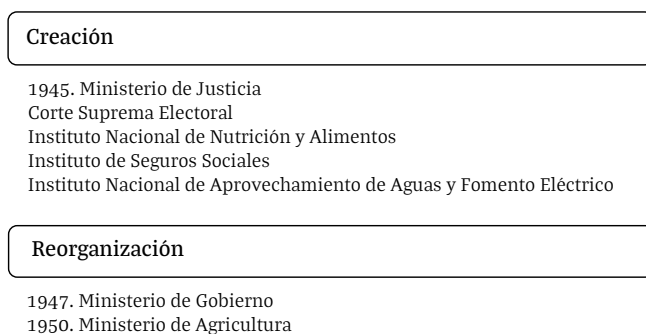 Creación
1945. Ministerio de Justicia
Corte Suprema Electoral
Instituto Nacional de Nutrición y Alimentos
Instituto de Seguros Sociales
Instituto Nacional de Aprovechamiento de Aguas y Fomento Eléctrico
Reorganización
1947. Ministerio de Gobierno
1950. Ministerio de Agricultura